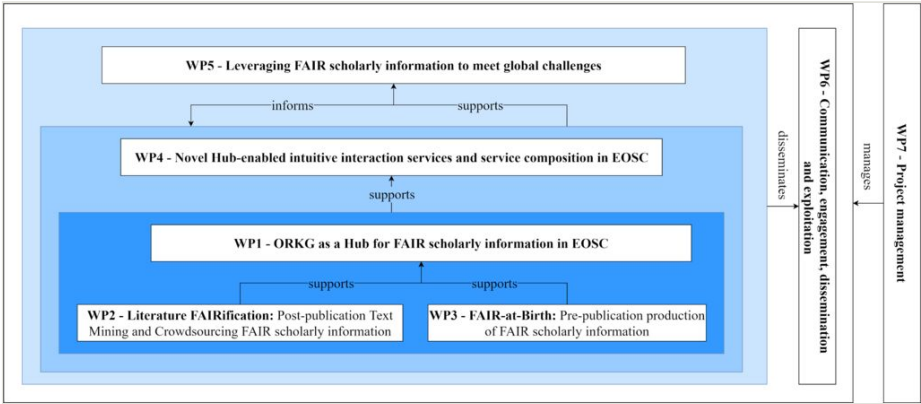 WP5 - Leveraging FAIR scholarly information to meet global challenges
informs
supports
WP4 - Novel Hub-enabled intuitive interaction services and service composition in EOSC
supports
WP1 - ORKG as a Hub for FAIR scholarly information in EOSC
supports
supports
WP2 - Literature FAIRification: Post-publication Text
Mining and Crowdsourcing FAIR scholarly information
WP3 - FAIR-at-Birth: Pre-publication production
of FAIR scholarly information
disseminates
WP6 - Communication, engagement, dissemination
and exploitation
manages
WP7 - Project management